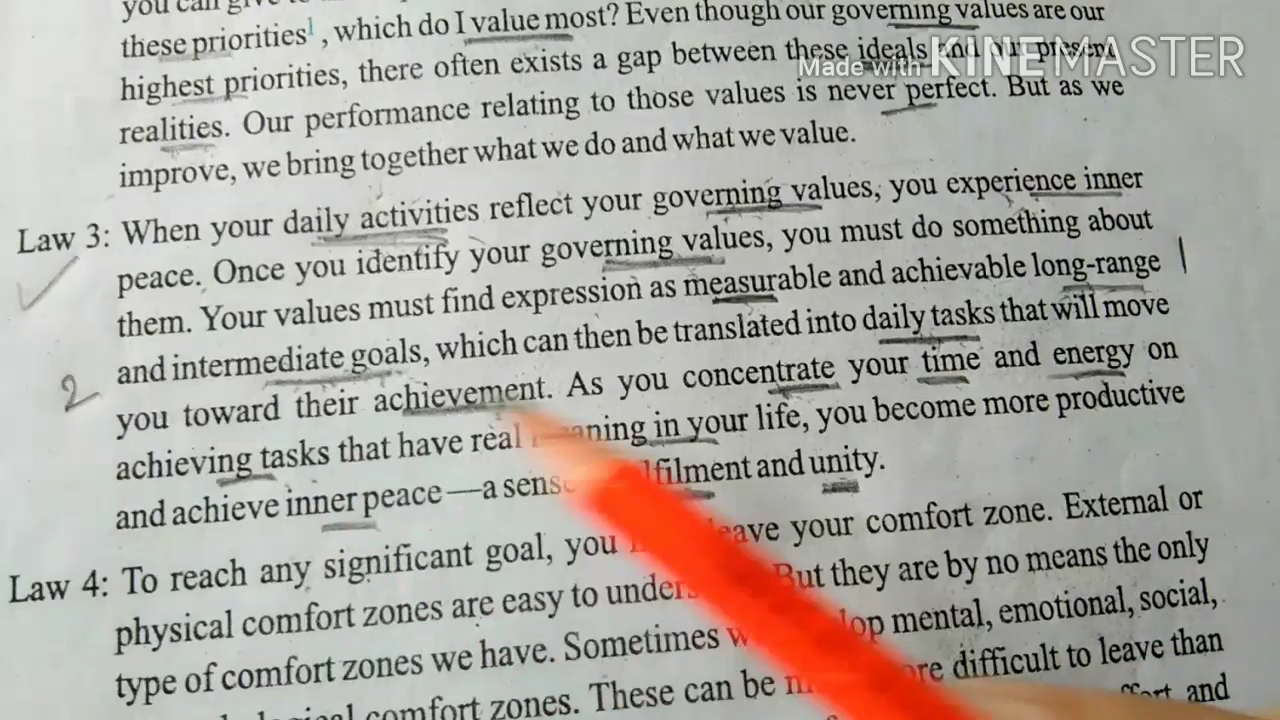 you can give to
these priorities¹, which do I value most? Even though our governing values are our
highest priorities, there often exists a gap between these ideals and our present
Made with KINEMASTER
realities. Our performance relating to those values is never perfect. But as we
improve, we bring together what we do and what we value.
Law 3: When your daily activities reflect your governing values, you experience inner
peace. Once you identify your governing values, you must do something about
them. Your values must find expression as measurable and achievable long-range
and intermediate goals, which can then be translated into daily tasks that will move
2 you toward their achievement. As you concentrate your time and energy on
achieving tasks that have real meaning in your life, you become more productive
and achieve inner peace—a sense fulfilment and unity.
Law 4: To reach any significant goal, you leave your comfort zone. External or
physical comfort zones are easy to But they are by no means the only
type of comfort zones we have. Sometimes mental, emotional, social,
comfort zones. These can be difficult to leave than
and